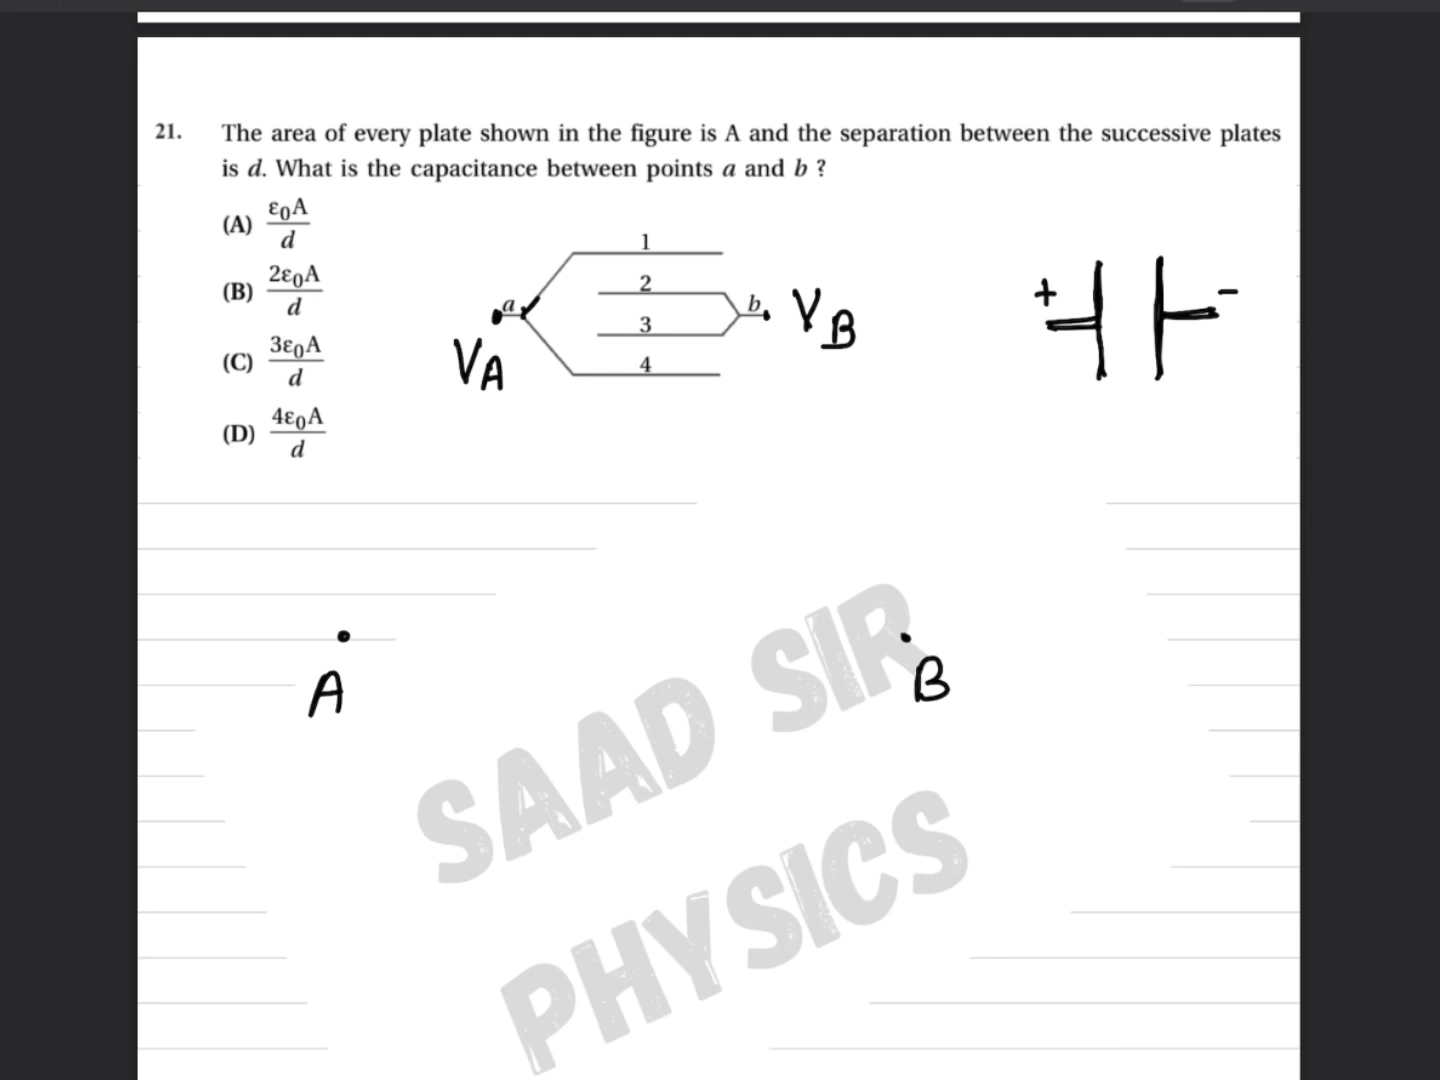 21. The area of every plate shown in the figure is A and the separation between the successive plates
is d. What is the capacitance between points a and b ?
(A) ε₀A/d
(B) 2ε₀A/d
(C) 3ε₀A/d
(D) 4ε₀A/d
1
2
3
4
a
b
VA
VB
+
−
A
B
SAAD SIR
PHYSICS